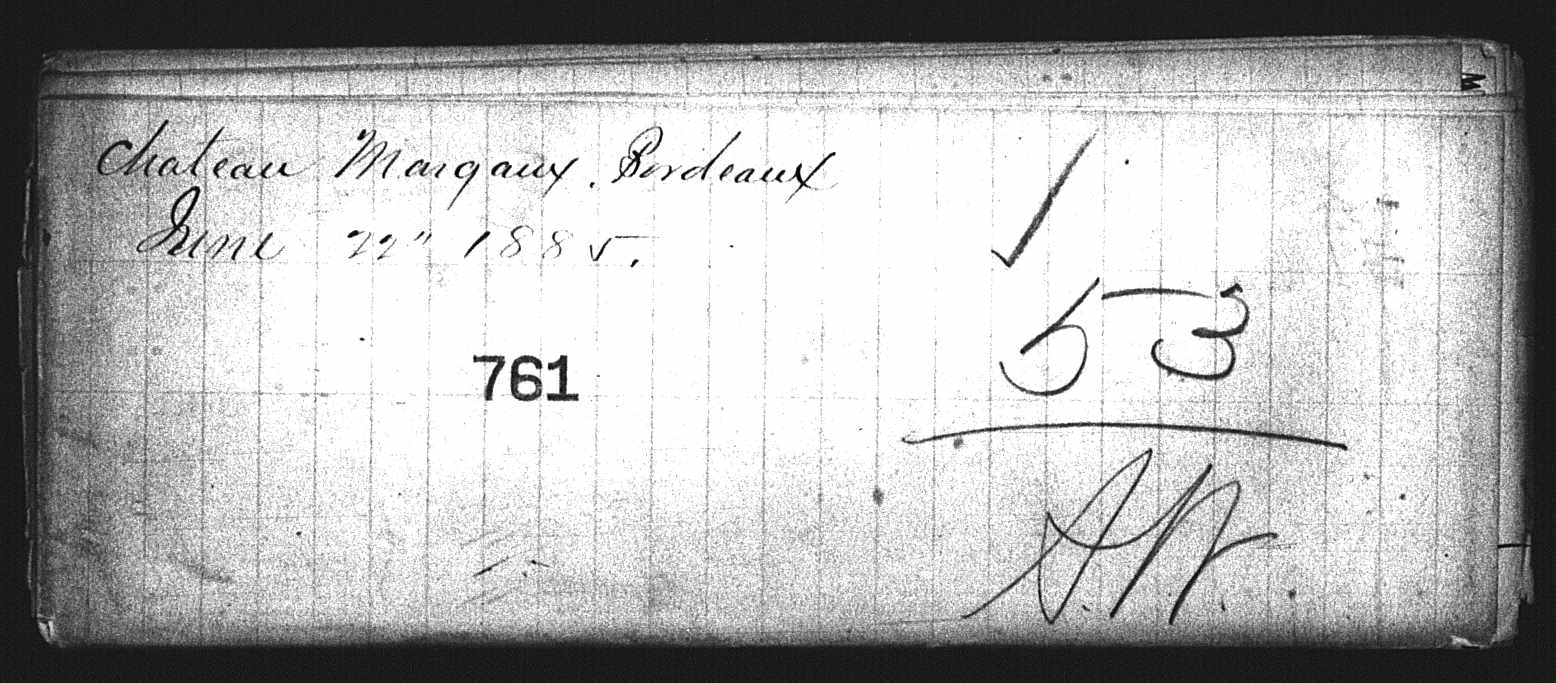 Chateau Margaux. Bordeaux
June 22" 1885.
53
761
M